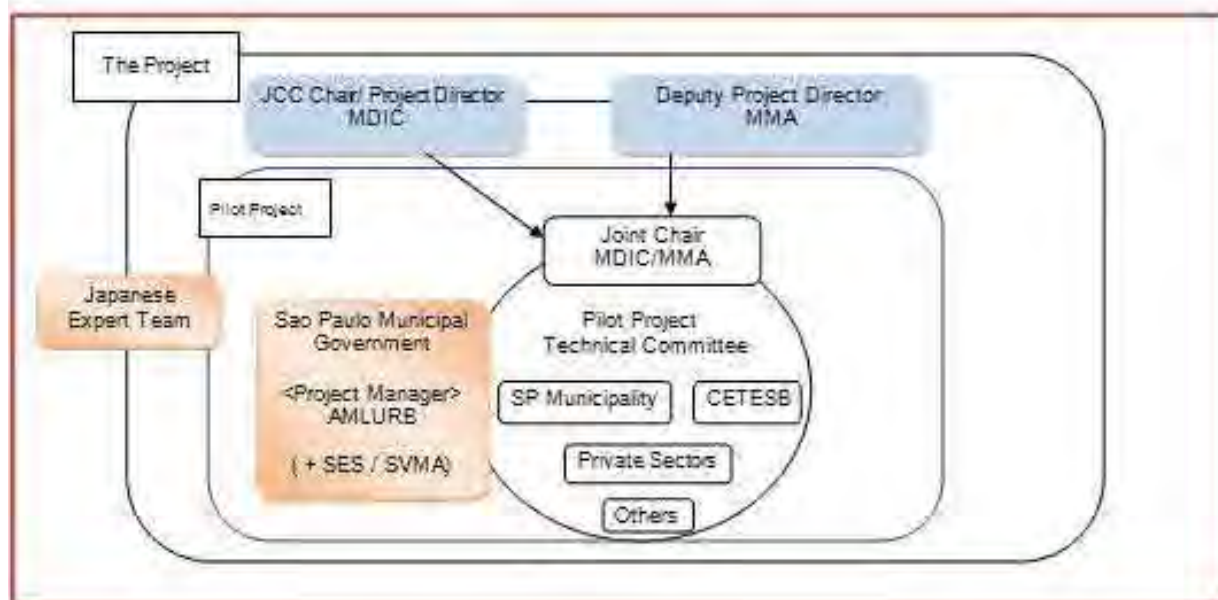 The Project
JCC Chair/ Project Director
MDIC
Deputy Project Director
MMA
Pilot Project
Joint Chair
MDIC/MMA
Japanese
Expert Team
Sao Paulo Municipal
Government
<Project Manager>
AMLURB
( + SES / SVMA)
Pilot Project
Technical Committee
SP Municipality
CETESB
Private Sectors
Others